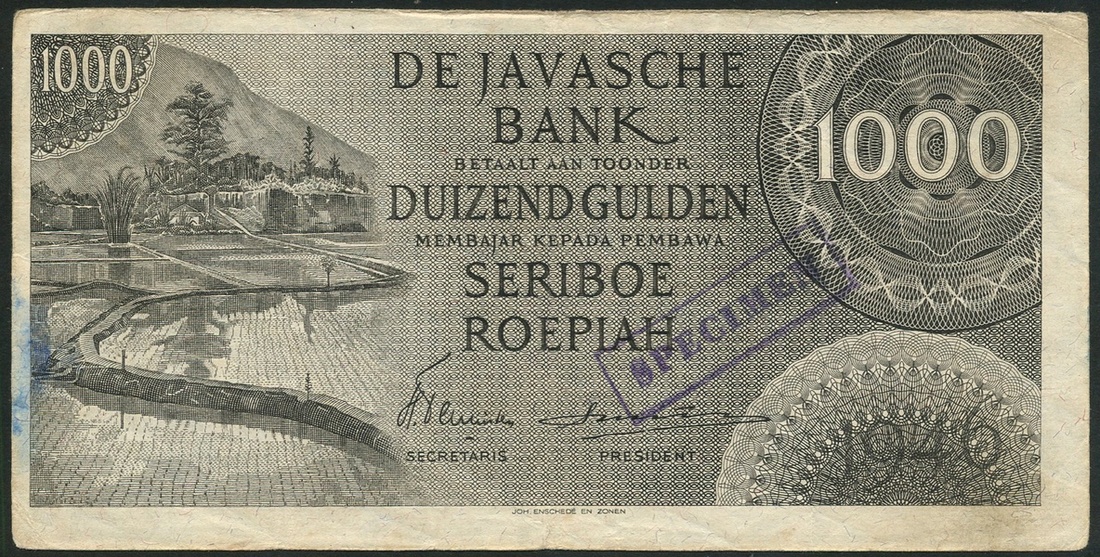 1000
DE JAVASCHE
BANK
BETAALT AAN TOONDER
DUIZEND GULDEN
MEMBAJAR KEPADA PEMBAWA
SERIBOE
ROEPIAH
1000
SPECIMEN
SECRETARIS
PRESIDENT
1946
JOH. ENSCHEDÉ EN ZONEN